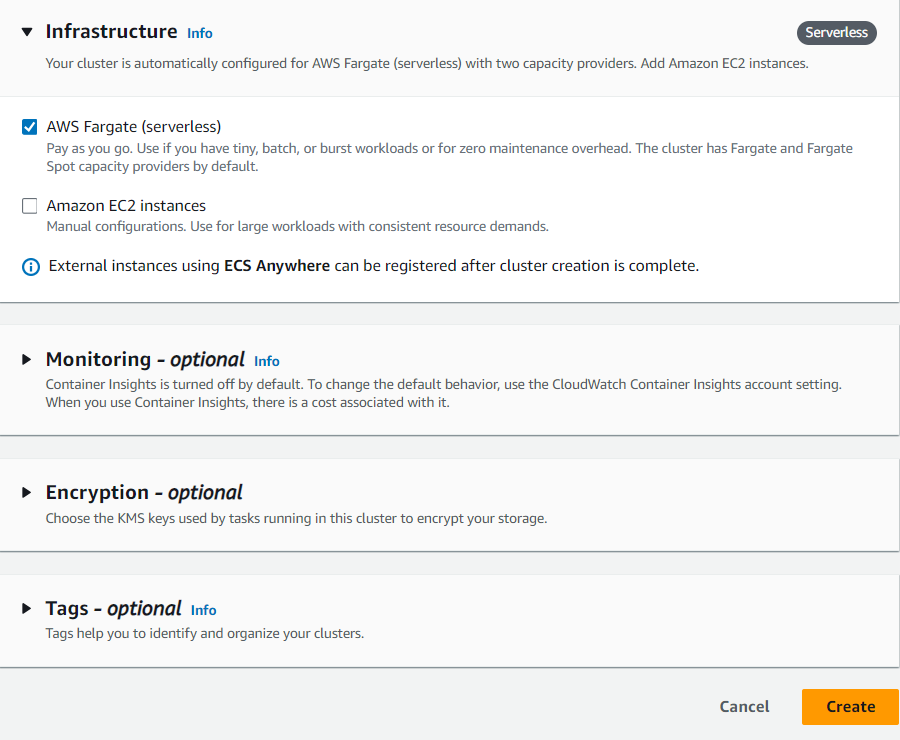 Infrastructure Info
Serverless
Your cluster is automatically configured for AWS Fargate (serverless) with two capacity providers. Add Amazon EC2 instances.
AWS Fargate (serverless)
Pay as you go. Use if you have tiny, batch, or burst workloads or for zero maintenance overhead. The cluster has Fargate and Fargate
Spot capacity providers by default.
Amazon EC2 instances
Manual configurations. Use for large workloads with consistent resource demands.
External instances using ECS Anywhere can be registered after cluster creation is complete.
Monitoring - optional Info
Container Insights is turned off by default. To change the default behavior, use the CloudWatch Container Insights account setting.
When you use Container Insights, there is a cost associated with it.
Encryption - optional
Choose the KMS keys used by tasks running in this cluster to encrypt your storage.
Tags - optional Info
Tags help you to identify and organize your clusters.
Cancel
Create